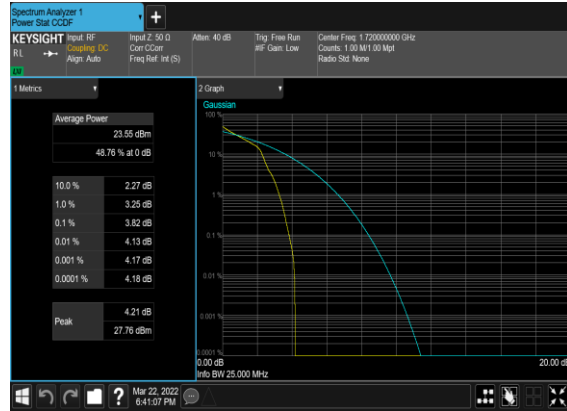 Spectrum Analyzer 1
Power Stat CCDF
KEYSIGHT
RL
Input: RF
Coupling: DC
Align: Auto
Input Z: 50 Ω
Corr CCorr
Freq Ref: Int (S)
Atten: 40 dB
Trig: Free Run
#IF Gain: Low
Center Freq: 1.720000000 GHz
Counts: 1.00 M/1.00 Mpt
Radio Std: None
1 Metrics
Average Power
23.55 dBm
48.76 % at 0 dB
10.0 % 2.27 dB
1.0 % 3.25 dB
0.1 % 3.82 dB
0.01 % 4.13 dB
0.001 % 4.17 dB
0.0001 % 4.18 dB
Peak
4.21 dB
27.76 dBm
2 Graph
Gaussian
100 %
10 %
1 %
0.1 %
0.01 %
0.001 %
0.0001 %
0.00 dB
20.00 dB
Info BW 25.000 MHz
Mar 22, 2022
6:41:07 PM